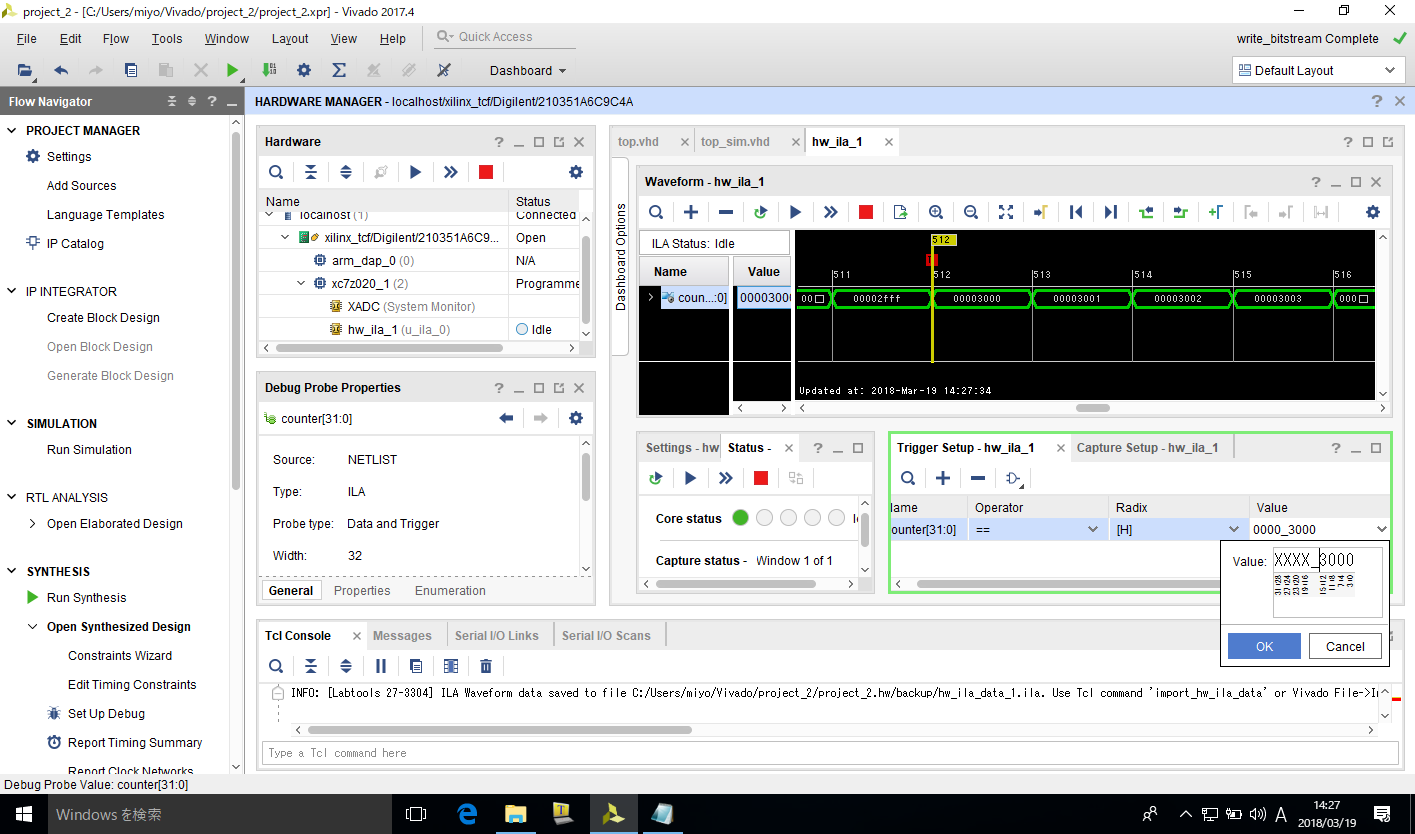 project_2 - [C:/Users/miyo/Vivado/project_2/project_2.xpr] - Vivado 2017.4
File Edit Flow Tools Window Layout View Help Quick Access
write_bitstream Complete
Dashboard
Default Layout
Flow Navigator
PROJECT MANAGER
Settings
Add Sources
Language Templates
IP Catalog
IP INTEGRATOR
Create Block Design
Open Block Design
Generate Block Design
SIMULATION
Run Simulation
RTL ANALYSIS
Open Elaborated Design
SYNTHESIS
Run Synthesis
Open Synthesized Design
Constraints Wizard
Edit Timing Constraints
Set Up Debug
Report Timing Summary
Report Clock Networks
HARDWARE MANAGER - localhost/xilinx_tcf/Digilent/210351A6C9C4A
Hardware
Name Status
localhost (1) Connected
xilinx_tcf/Digilent/210351A6C9... Open
arm_dap_0 (0) N/A
xc7z020_1 (2) Programme
XADC (System Monitor)
hw_ila_1 (u_ila_0) Idle
Debug Probe Properties
counter[31:0]
Source: NETLIST
Type: ILA
Probe type: Data and Trigger
Width: 32
General Properties Enumeration
top.vhd top_sim.vhd hw_ila_1
Dashboard Options
Waveform - hw_ila_1
ILA Status: Idle
Name Value
coun...:0] 00003000
512
511 512 513 514 515 516
00 00002fff 00003000 00003001 00003002 00003003 000
Updated at: 2018-Mar-19 14:27:34
Settings - hw Status -
Core status
Capture status - Window 1 of 1
Trigger Setup - hw_ila_1 Capture Setup - hw_ila_1
Name Operator Radix Value
counter[31:0] == [H] 0000_3000
Value: XXXX_3000
31:28 27:24 23:20 19:16 15:12 11:8 7:4 3:0
OK Cancel
Tcl Console Messages Serial I/O Links Serial I/O Scans
INFO: [Labtools 27-3304] ILA Waveform data saved to file C:/Users/miyo/Vivado/project_2/project_2.hw/backup/hw_ila_data_1.ila. Use Tcl command 'import_hw_ila_data' or Vivado File->Im
Type a Tcl command here
Debug Probe Value: counter[31:0]
Windows を検索
A
14:27
2018/03/19